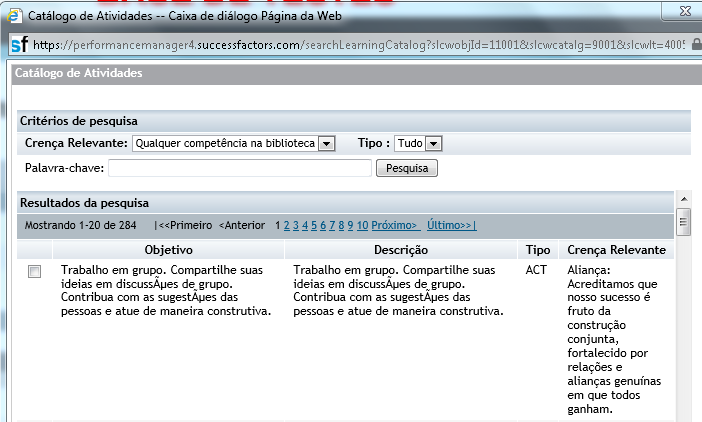 Catálogo de Atividades -- Caixa de diálogo Página da Web
sf https://performancemanager4.successfactors.com/searchLearningCatalog?slcwobjId=11001&slcwcatalg=9001&slcwlt=4005
Catálogo de Atividades
Critérios de pesquisa
Crença Relevante: Qualquer competência na biblioteca Tipo : Tudo
Palavra-chave: Pesquisa
Resultados da pesquisa
Mostrando 1-20 de 284 |<<Primeiro <Anterior 1 2 3 4 5 6 7 8 9 10 Próximo> Último>>|
Objetivo Descrição Tipo Crença Relevante
Trabalho em grupo. Compartilhe suas Trabalho em grupo. Compartilhe suas ACT Aliança:
ideias em discussÃµes de grupo. ideias em discussÃµes de grupo. Acreditamos que
Contribua com as sugestÃµes das Contribua com as sugestÃµes das nosso sucesso é
pessoas e atue de maneira construtiva. pessoas e atue de maneira construtiva. fruto da
construção
conjunta,
fortalecido por
relações e
alianças genuínas
em que todos
ganham.